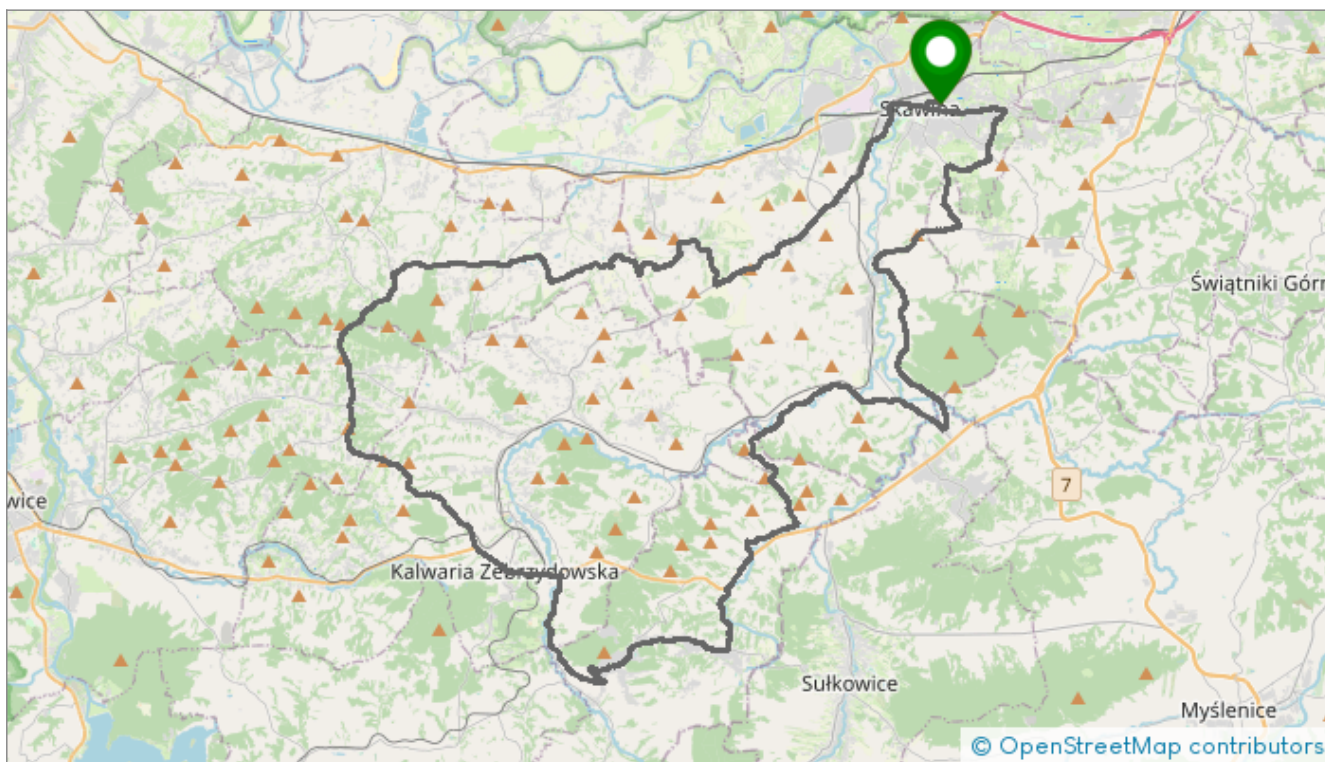 Skawina
Świątniki Górn
wice
7
Kalwaria Zebrzydowska
Sułkowice
Myślenice
© OpenStreetMap contributors